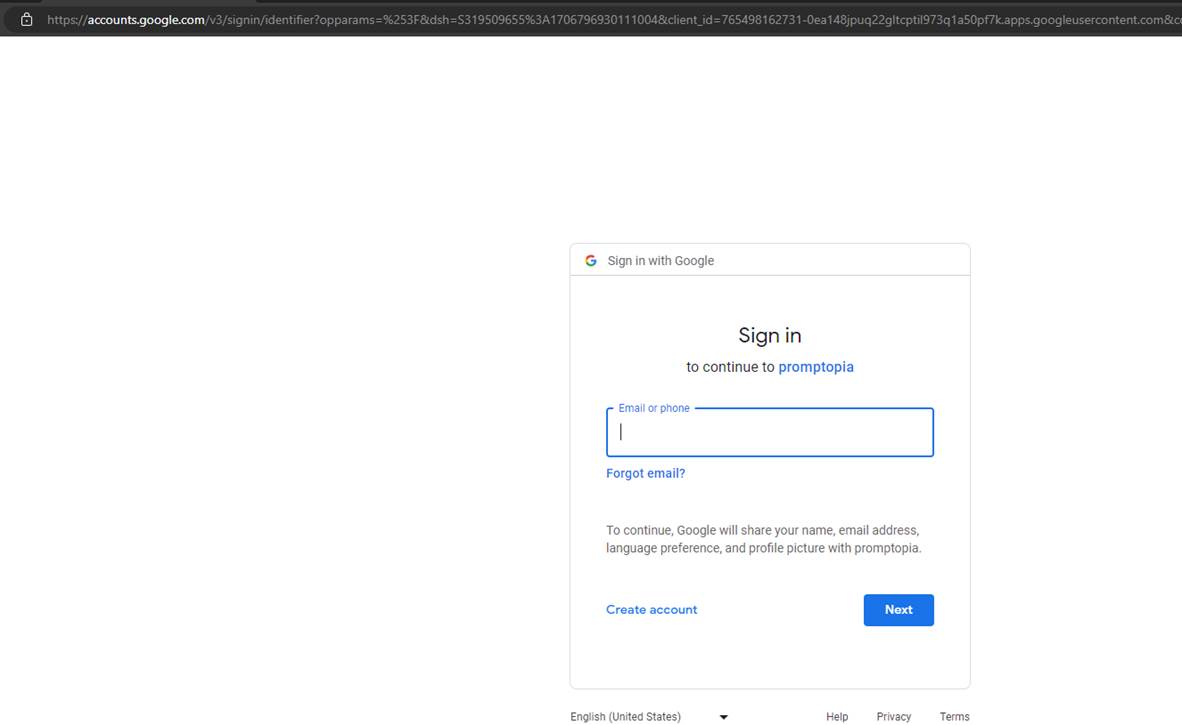 https://accounts.google.com/v3/signin/identifier?opparams=%253F&dsh=S319509655%3A1706796930111004&client_id=765498162731-0ea148jpuq22gltcptil973q1a50pf7k.apps.googleusercontent.com&cc
Sign in with Google
Sign in
to continue to promptopia
Email or phone
Forgot email?
To continue, Google will share your name, email address,
language preference, and profile picture with promptopia.
Create account
Next
English (United States)
Help Privacy Terms